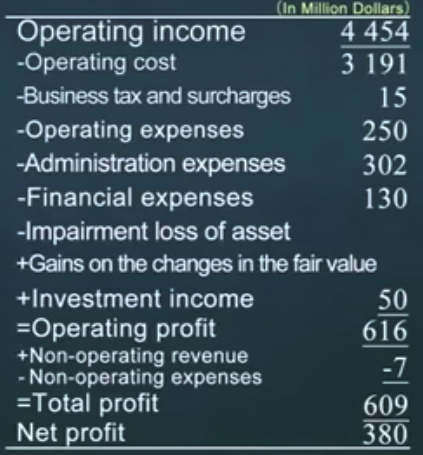 (In Million Dollars)
Operating income 4 454
-Operating cost 3 191
-Business tax and surcharges 15
-Operating expenses 250
-Administration expenses 302
-Financial expenses 130
-Impairment loss of asset
+Gains on the changes in the fair value
+Investment income 50
=Operating profit 616
+Non-operating revenue
- Non-operating expenses -7
=Total profit 609
Net profit 380